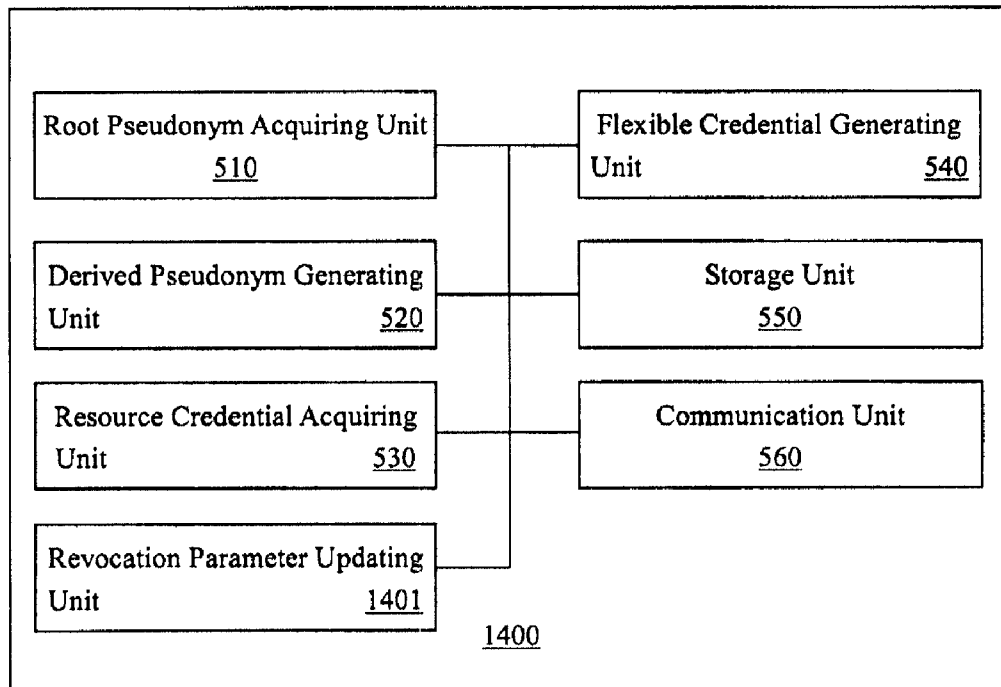 Root Pseudonym Acquiring Unit
510
Flexible Credential Generating
Unit 540
Derived Pseudonym Generating
Unit 520
Storage Unit
550
Resource Credential Acquiring
Unit 530
Communication Unit
560
Revocation Parameter Updating
Unit 1401
1400